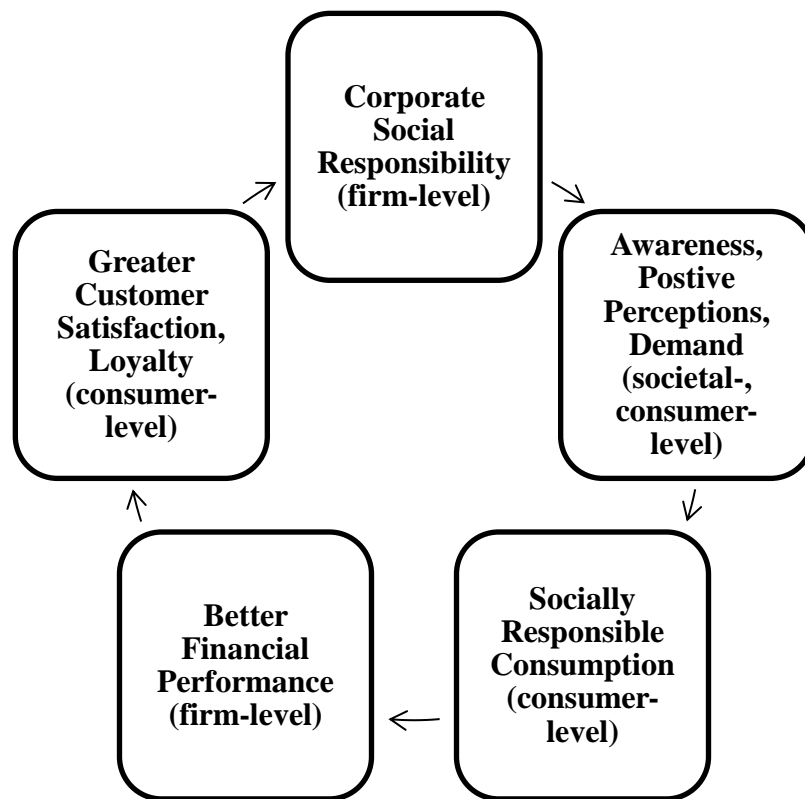 Corporate
Social
Responsibility
(firm-level)
Awareness,
Postive
Perceptions,
Demand
(societal-,
consumer-
level)
Socially
Responsible
Consumption
(consumer-
level)
Better
Financial
Performance
(firm-level)
Greater
Customer
Satisfaction,
Loyalty
(consumer-
level)